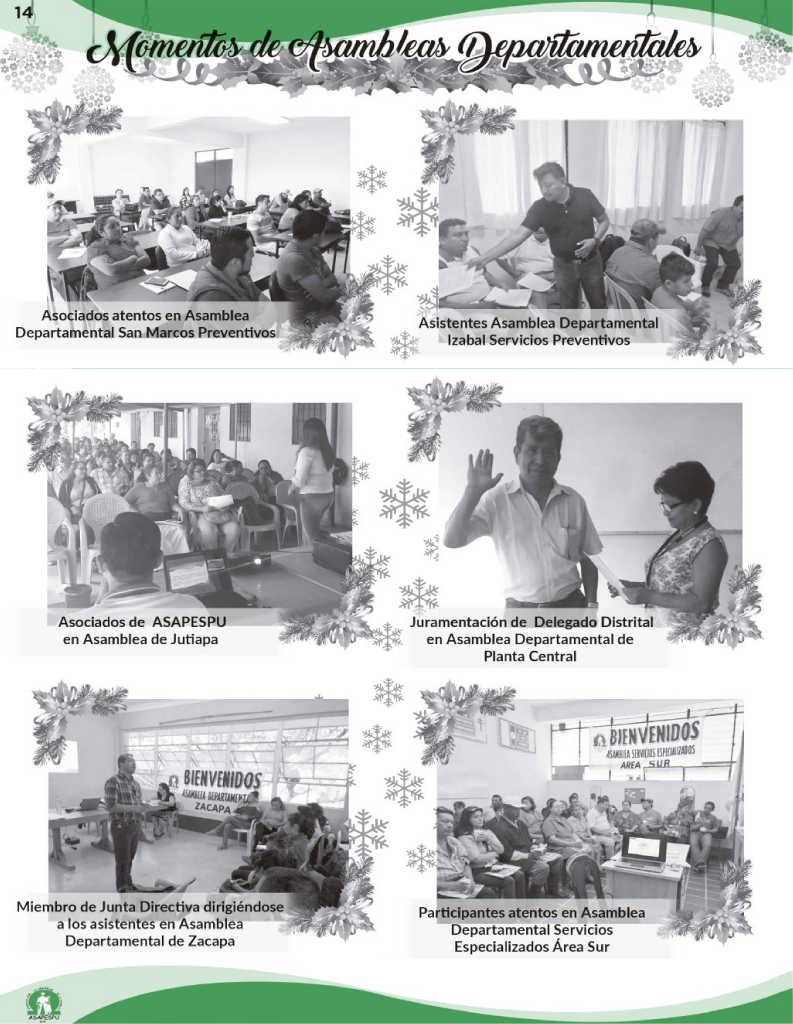 14
Momentos de Asambleas Departamentales
Asociados atentos en Asamblea
Departamental San Marcos Preventivos
Asistentes Asamblea Departamental
Izabal Servicios Preventivos
Asociados de ASAPESPU
en Asamblea de Jutiapa
Juramentación de Delegado Distrital
en Asamblea Departamental de
Planta Central
BIENVENIDOS
ASAMBLEA DEPARTAMENTAL
ZACAPA
Miembro de Junta Directiva dirigiéndose
a los asistentes en Asamblea
Departamental de Zacapa
BIENVENIDOS
ASAMBLEA SERVICIOS ESPECIALIZADOS
AREA SUR
Participantes atentos en Asamblea
Departamental Servicios
Especializados Área Sur
ASAPESPU